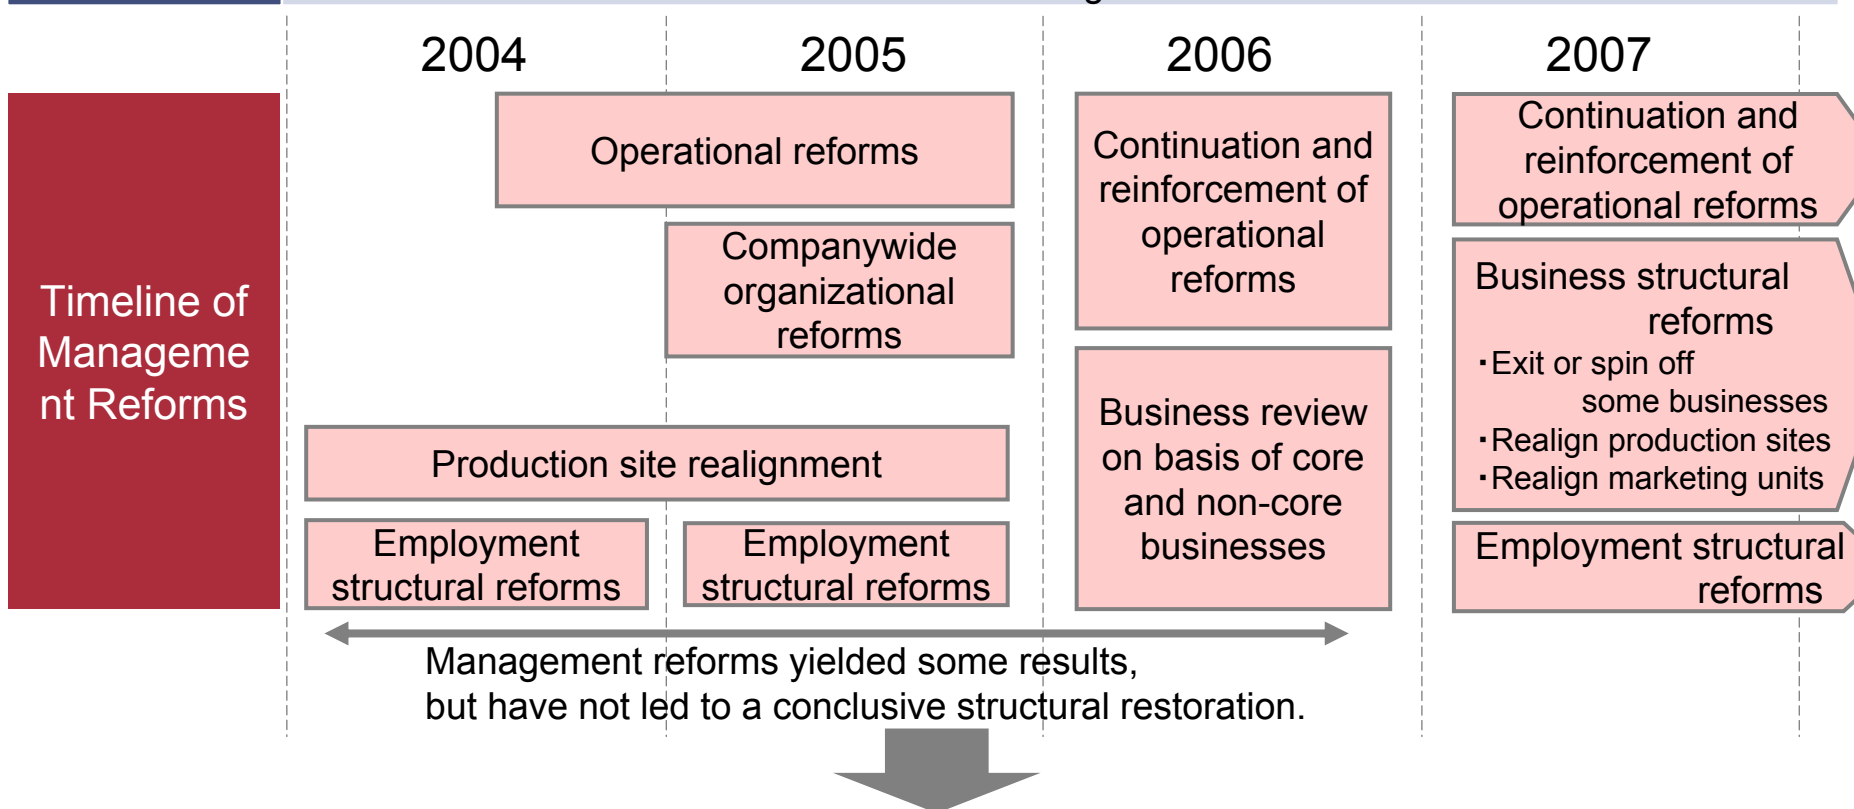 2004
2005
2006
2007
Timeline of
Manageme
nt Reforms
Operational reforms
Companywide
organizational
reforms
Production site realignment
Employment
structural reforms
Employment
structural reforms
Continuation and
reinforcement of
operational
reforms
Business review
on basis of core
and non-core
businesses
Continuation and
reinforcement of
operational reforms
Business structural
reforms
・Exit or spin off
some businesses
・Realign production sites
・Realign marketing units
Employment structural
reforms
Management reforms yielded some results,
but have not led to a conclusive structural restoration.